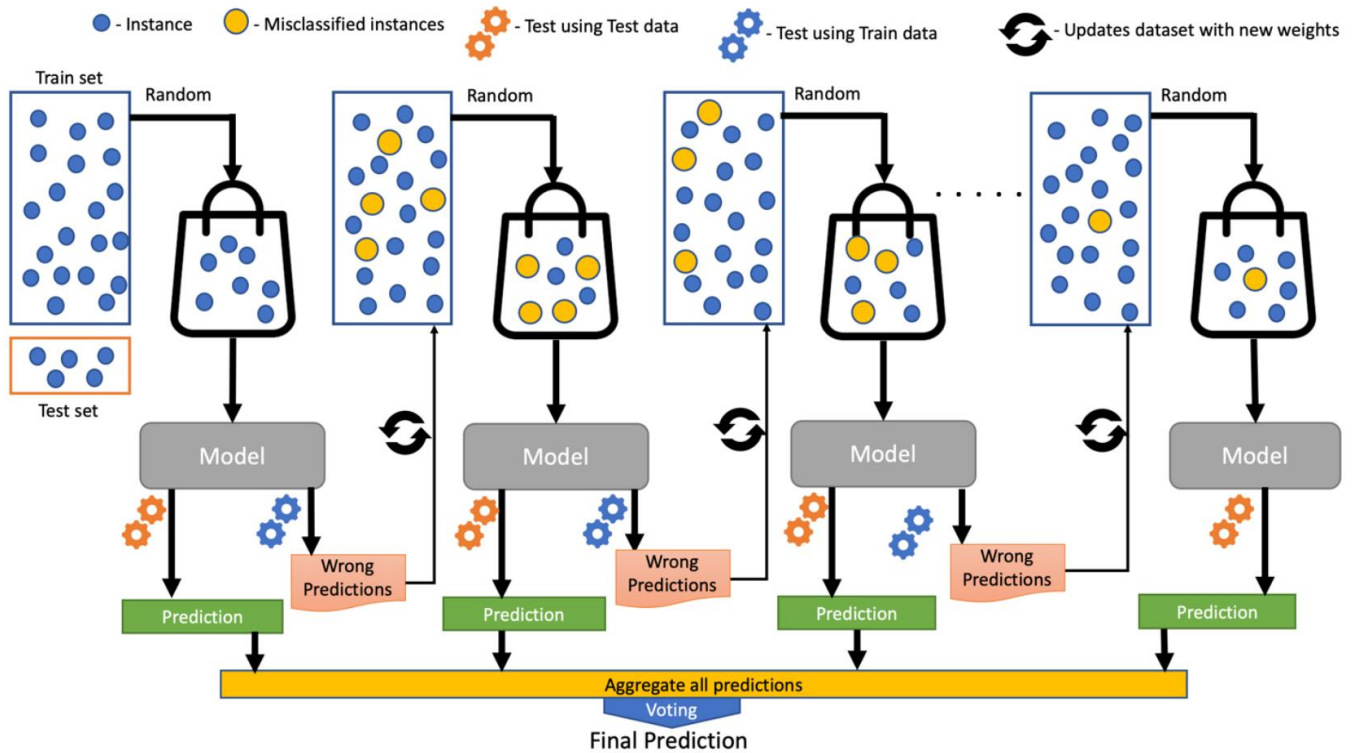 - Instance
- Misclassified instances
- Test using Test data
- Test using Train data
- Updates dataset with new weights
Train set
Random
Random
Random
Random
. . . . . .
Test set
Model
Model
Model
Model
Wrong
Predictions
Wrong
Predictions
Wrong
Predictions
Prediction
Prediction
Prediction
Prediction
Aggregate all predictions
Voting
Final Prediction